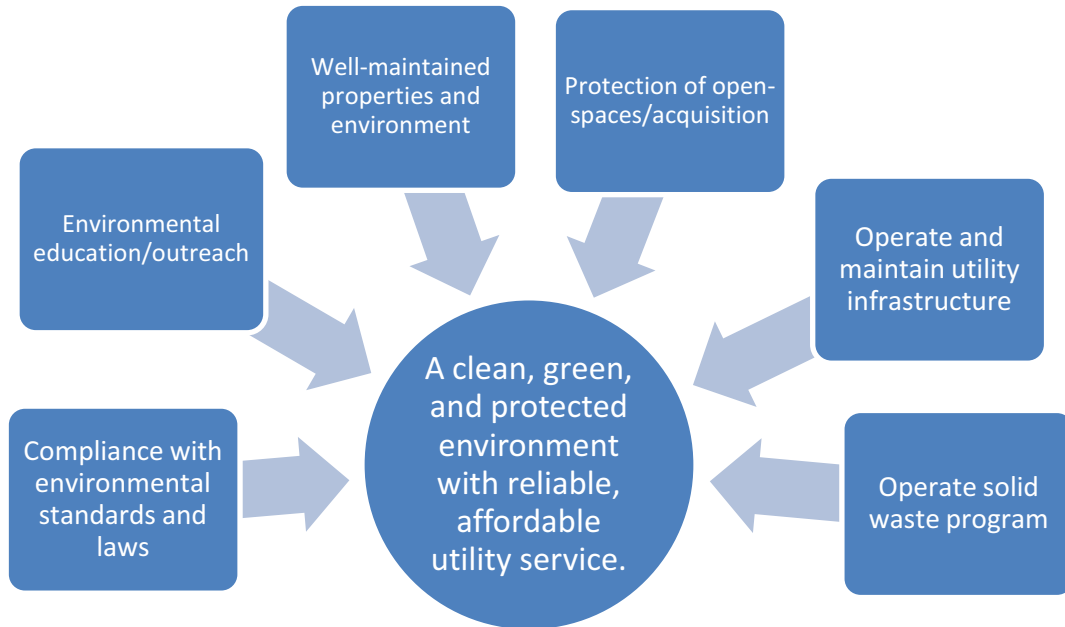 Well-maintained
properties and
environment
Protection of open-
spaces/acquisition
Environmental
education/outreach
Operate and
maintain utility
infrastructure
Compliance with
environmental
standards and
laws
A clean, green,
and protected
environment
with reliable,
affordable
utility service.
Operate solid
waste program